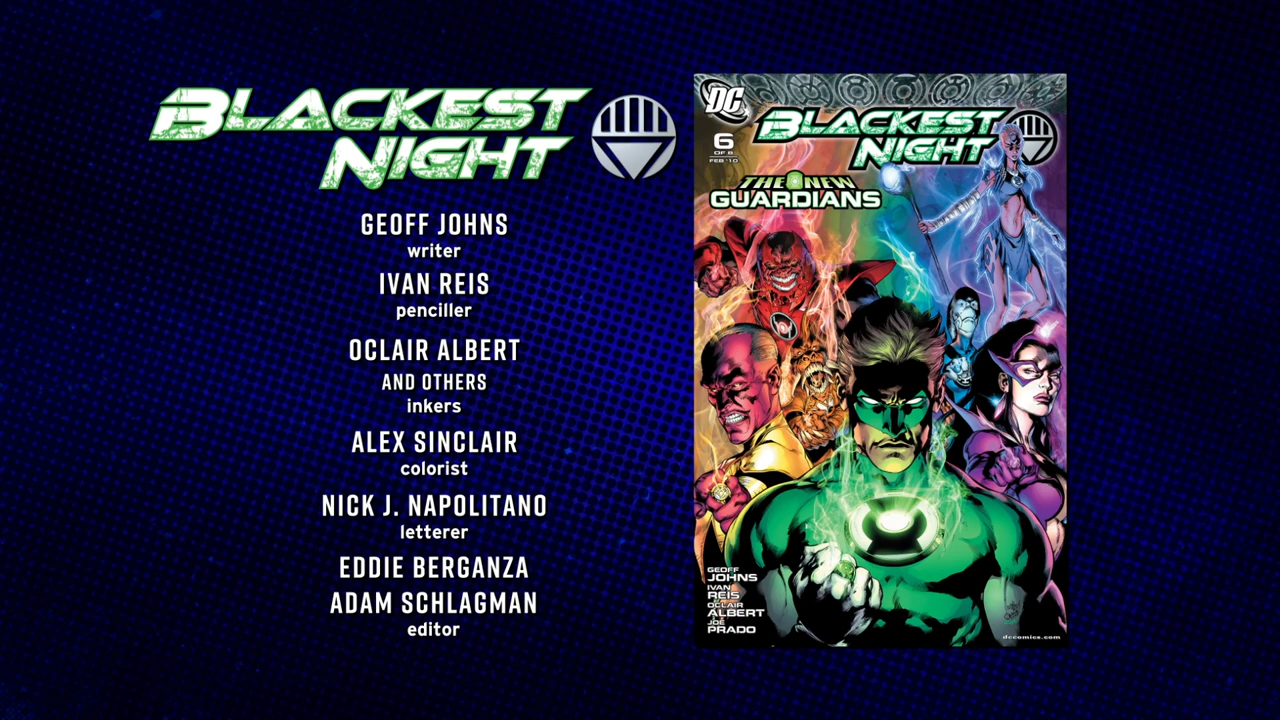 BLACKEST
NIGHT
GEOFF JOHNS
writer
IVAN REIS
penciller
OCLAIR ALBERT
AND OTHERS
inkers
ALEX SINCLAIR
colorist
NICK J. NAPOLITANO
letterer
EDDIE BERGANZA
ADAM SCHLAGMAN
editor
DC
BLACKEST
NIGHT
6
OF 8
FEB '10
THE NEW
GUARDIANS
GEOFF
JOHNS
IVAN
REIS
OCLAIR
ALBERT
JOE
PRADO
dccomics.com